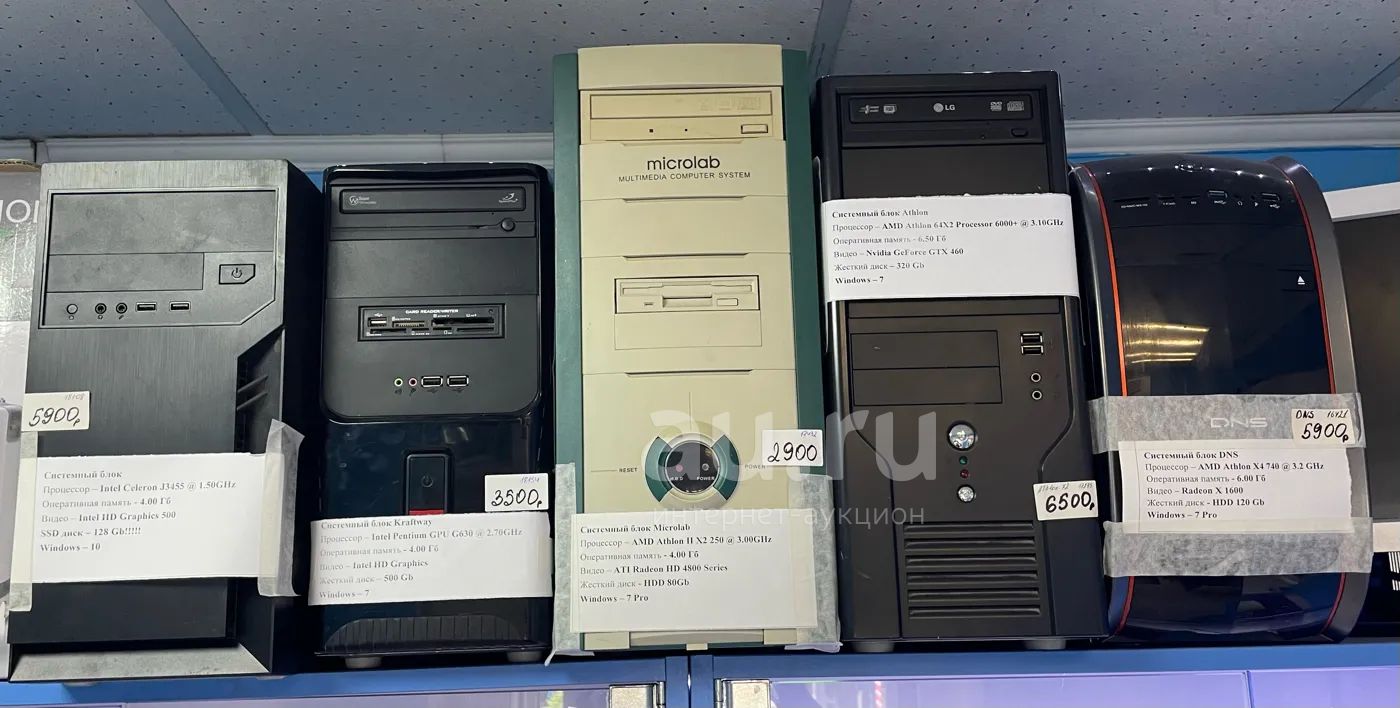 5900р
Системный блок
Процессор – Intel Celeron J3455 @ 1.50GHz
Оперативная память - 4.00 Гб
Видео – Intel HD Graphics 500
SSD диск – 128 Gb!!!!!
Windows – 10
CARD READER/WRITER
3500р
Системный блок Kraftway
Процессор – Intel Pentium GPU G630 @ 2.70GHz
Оперативная память - 4.00 Гб
Видео – Intel HD Graphics
Жесткий диск – 500 Gb
Windows – 7
microlab
MULTIMEDIA COMPUTER SYSTEM
RESET
HDD
POWER
POWER
2900
Системный блок Microlab
Процессор – AMD Athlon II X2 250 @ 3.00GHz
Оперативная память - 4.00 Гб
Видео – ATI Radeon HD 4800 Series
Жесткий диск - HDD 80Gb
Windows – 7 Pro
LG
Системный блок Athlon
Процессор – AMD Athlon 64X2 Processor 6000+ @ 3.10GHz
Оперативная память - 6.50 Гб
Видео – Nvidia GeForce GTX 460
Жесткий диск – 320 Gb
Windows – 7
6500р
DNS
DNS 16421
5900р
Системный блок DNS
Процессор – AMD Athlon X4 740 @ 3.2 GHz
Оперативная память - 6.00 Гб
Видео – Radeon X 1600
Жесткий диск - HDD 120 Gb
Windows – 7 Pro
au.ru
интернет-аукцион